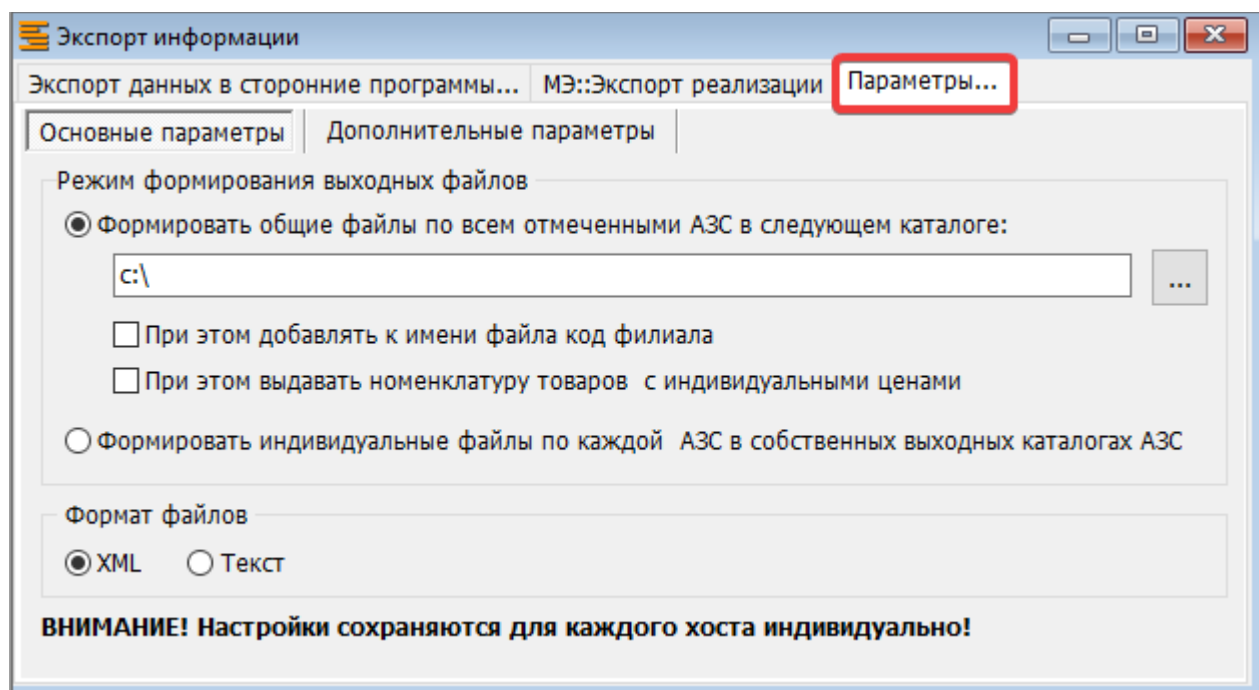 Экспорт информации
Экспорт данных в сторонние программы... МЭ::Экспорт реализации Параметры...
Основные параметры Дополнительные параметры
Режим формирования выходных файлов
Формировать общие файлы по всем отмеченными АЗС в следующем каталоге:
c:\ ...
При этом добавлять к имени файла код филиала
При этом выдавать номенклатуру товаров с индивидуальными ценами
Формировать индивидуальные файлы по каждой АЗС в собственных выходных каталогах АЗС
Формат файлов
XML Текст
ВНИМАНИЕ! Настройки сохраняются для каждого хоста индивидуально!